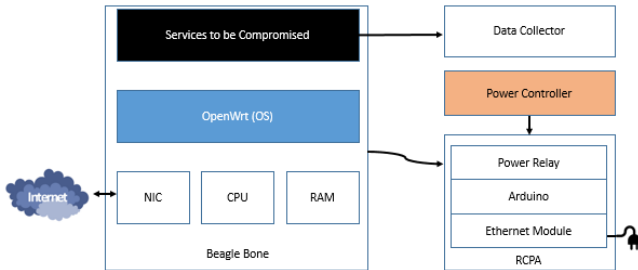 Services to be Compromised
Data Collector
OpenWrt (OS)
Power Controller
Internet
NIC
CPU
RAM
Power Relay
Arduino
Ethernet Module
Beagle Bone
RCPA